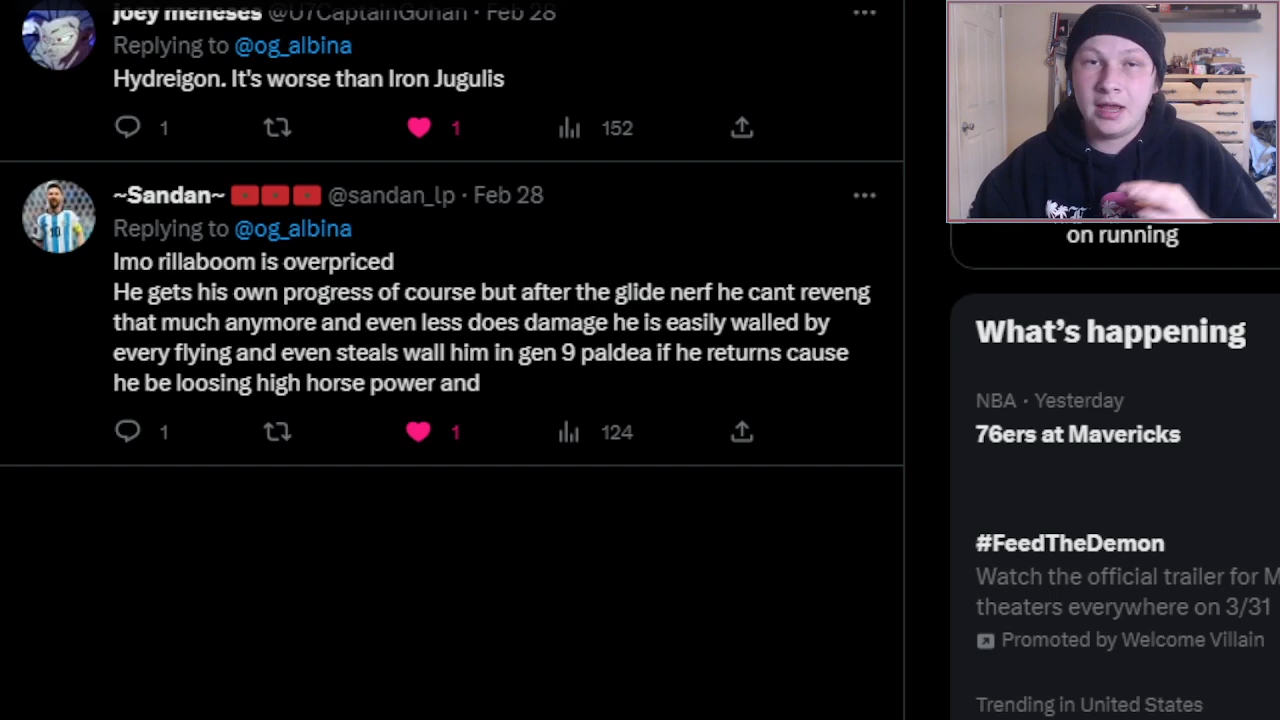 joey meneses @U7CaptainGohan · Feb 28
Replying to @og_albina
Hydreigon. It's worse than Iron Jugulis
1 1 152
~Sandan~ @sandan_lp · Feb 28
Replying to @og_albina
Imo rillaboom is overpriced
He gets his own progress of course but after the glide nerf he cant reveng
that much anymore and even less does damage he is easily walled by
every flying and even steals wall him in gen 9 paldea if he returns cause
he be loosing high horse power and
1 1 124
on running
What's happening
NBA · Yesterday
76ers at Mavericks
#FeedTheDemon
Watch the official trailer for M
theaters everywhere on 3/31
Promoted by Welcome Villain
Trending in United States